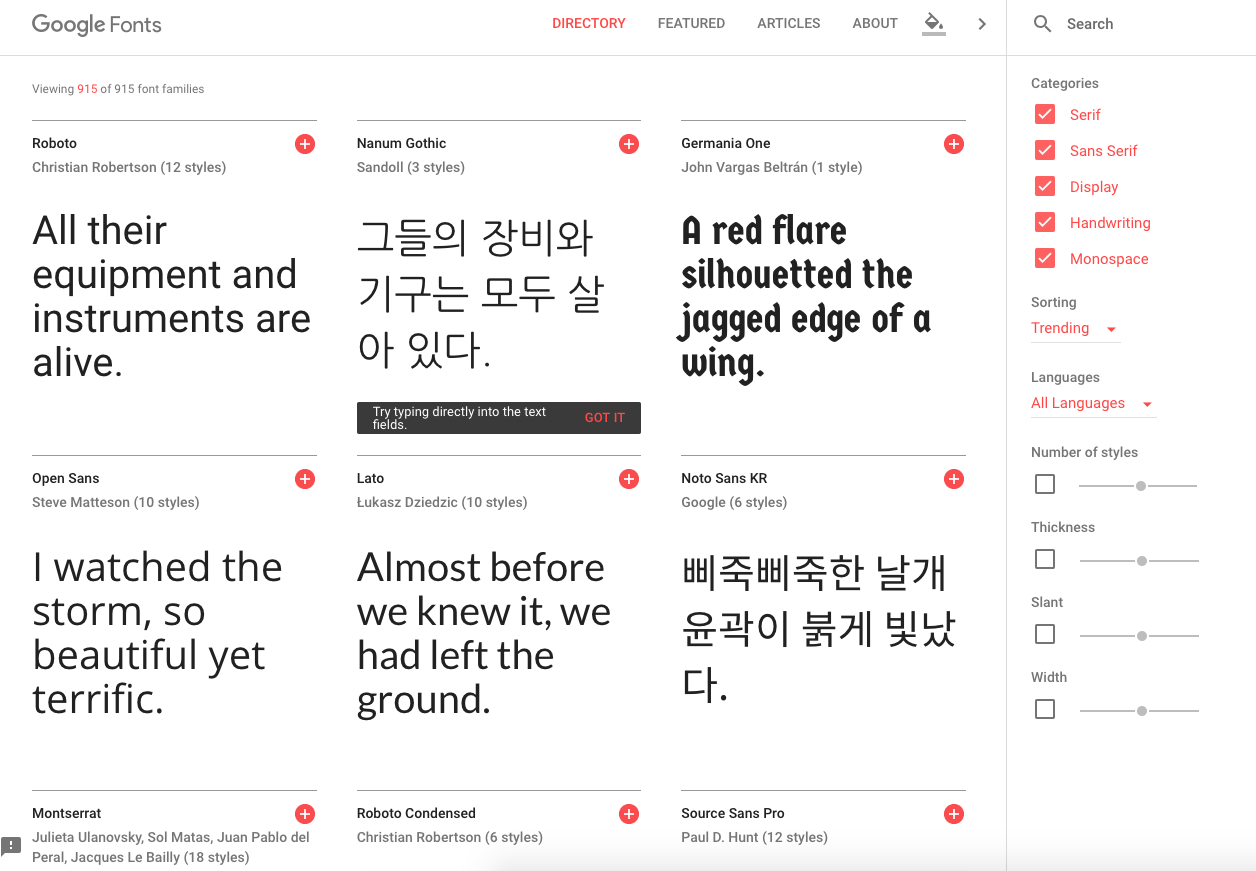 Google Fonts
DIRECTORY
FEATURED
ARTICLES
ABOUT
Search
Viewing 915 of 915 font families
Roboto
Christian Robertson (12 styles)
All their
equipment and
instruments are
alive.
Nanum Gothic
Sandoll (3 styles)
그들의 장비와
기구는 모두 살
아 있다.
Try typing directly into the text
fields.
GOT IT
Germania One
John Vargas Beltrán (1 style)
A red flare
silhouetted the
jagged edge of a
wing.
Open Sans
Steve Matteson (10 styles)
I watched the
storm, so
beautiful yet
terrific.
Lato
Łukasz Dziedzic (10 styles)
Almost before
we knew it, we
had left the
ground.
Noto Sans KR
Google (6 styles)
삐죽삐죽한 날개
윤곽이 붉게 빛났
다.
Montserrat
Julieta Ulanovsky, Sol Matas, Juan Pablo del
Peral, Jacques Le Bailly (18 styles)
Roboto Condensed
Christian Robertson (6 styles)
Source Sans Pro
Paul D. Hunt (12 styles)
Categories
Serif
Sans Serif
Display
Handwriting
Monospace
Sorting
Trending
Languages
All Languages
Number of styles
Thickness
Slant
Width